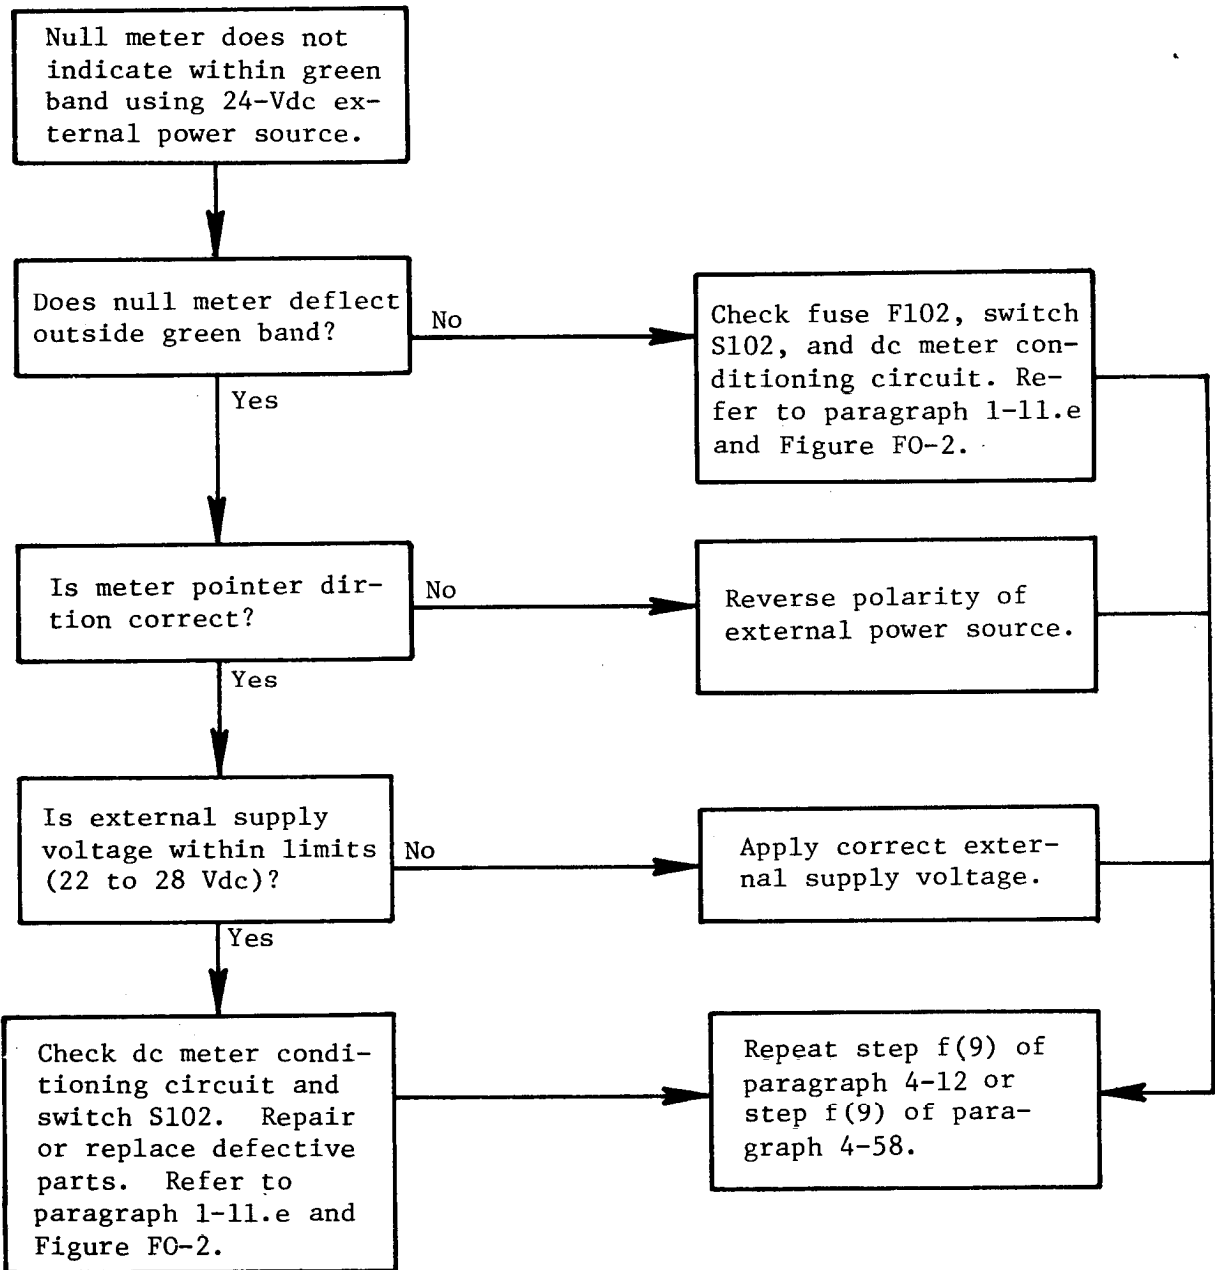 Null meter does not
indicate within green
band using 24-Vdc ex-
ternal power source.
Does null meter deflect
outside green band?
No
Check fuse F102, switch
S102, and dc meter con-
ditioning circuit. Re-
fer to paragraph 1-11.e
and Figure FO-2.
Yes
Is meter pointer dir-
tion correct?
No
Reverse polarity of
external power source.
Yes
Is external supply
voltage within limits
(22 to 28 Vdc)?
No
Apply correct exter-
nal supply voltage.
Yes
Check dc meter condi-
tioning circuit and
switch S102. Repair
or replace defective
parts. Refer to
paragraph 1-11.e and
Figure FO-2.
Repeat step f(9) of
paragraph 4-12 or
step f(9) of para-
graph 4-58.